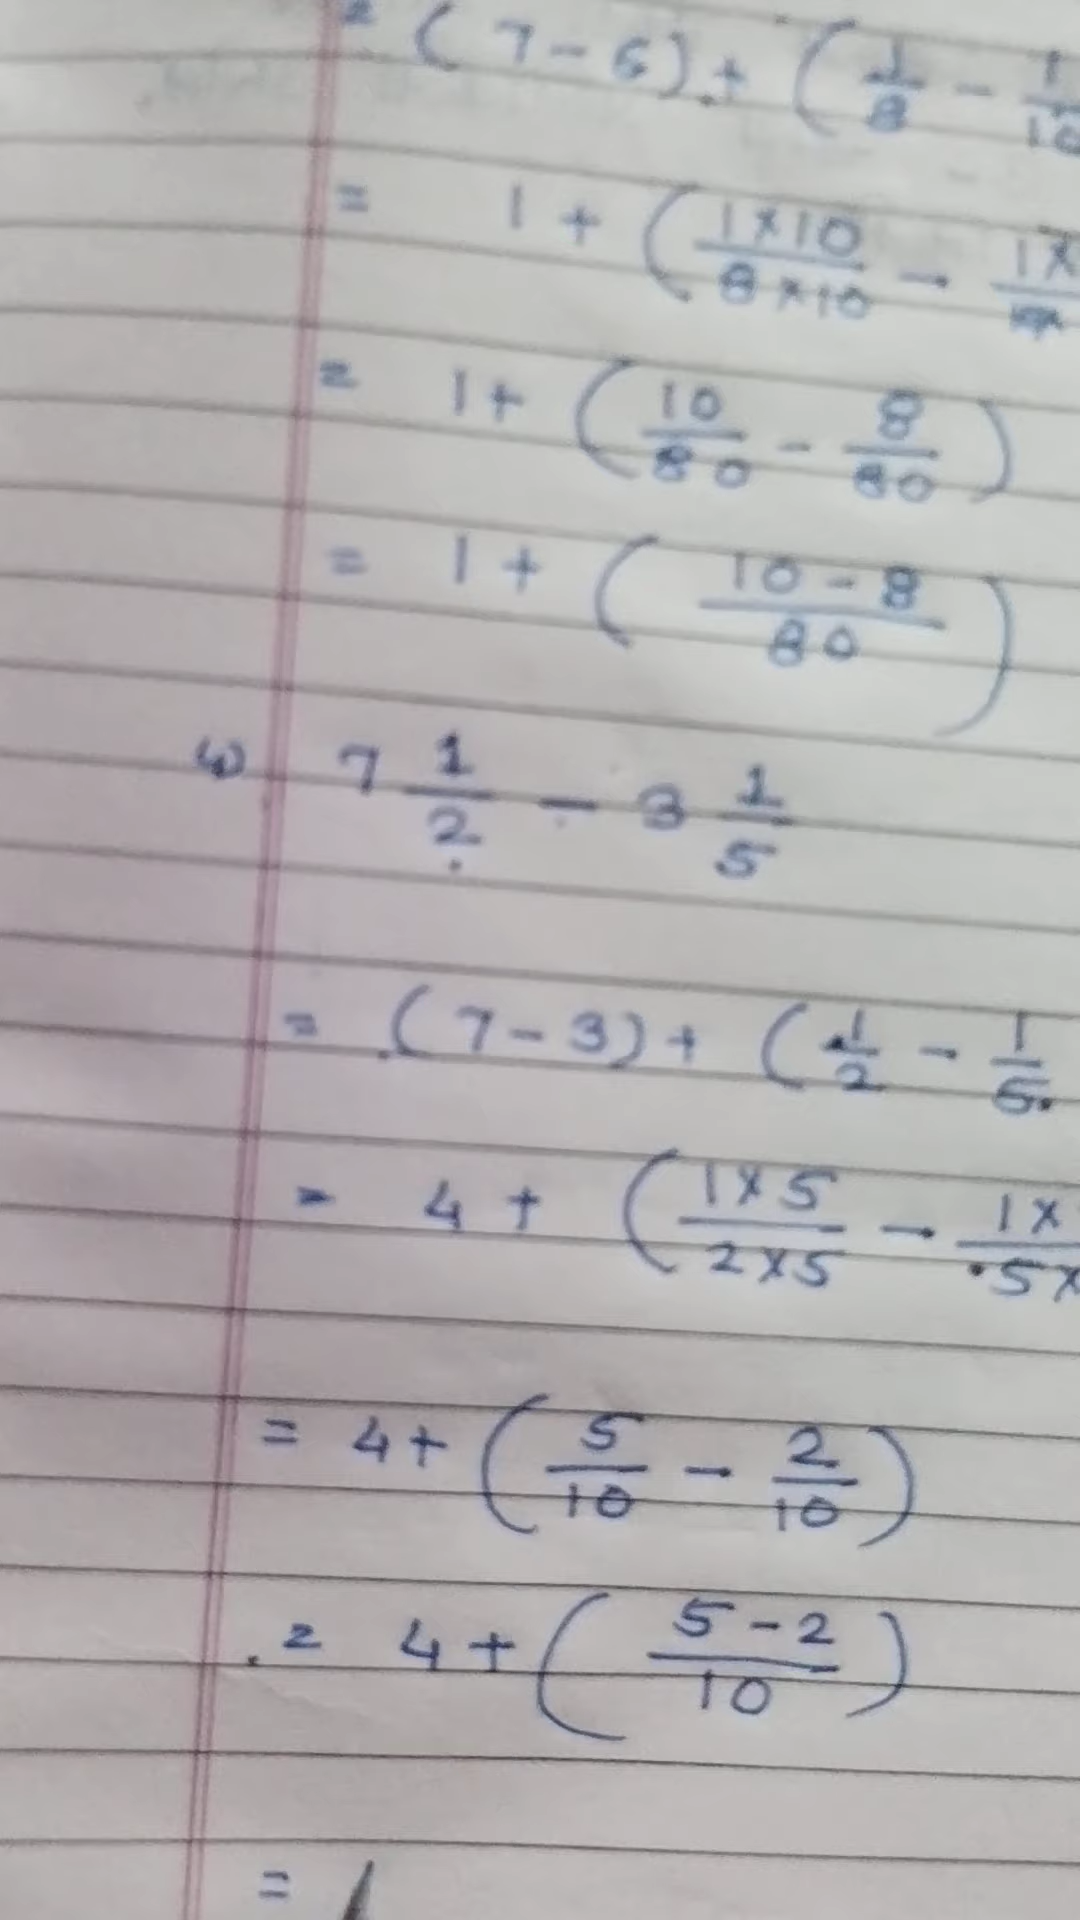 = (7-6) + (1/8 - 1/10
= 1 + (1×10/8×10 - 1×
= 1+ (10/80 - 8/80)
= 1+ (10-8/80)
4) 7 1/2 - 3 1/5
= (7-3) + (1/2 - 1/5
= 4 + (1×5/2×5 - 1×/5×
= 4+ (5/10 - 2/10)
= 4+ (5-2/10)
=